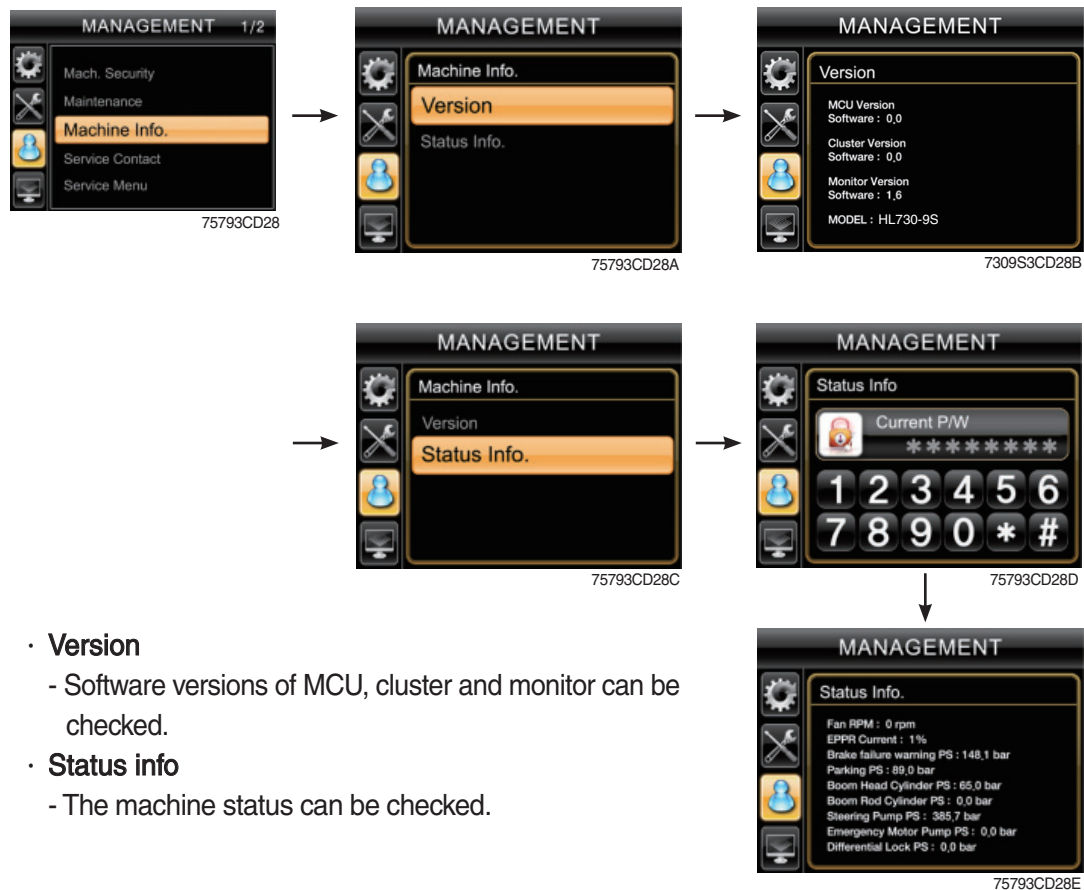 MANAGEMENT 1/2
Mach. Security
Maintenance
Machine Info.
Service Contact
Service Menu
75793CD28
MANAGEMENT
Machine Info.
Version
Status Info.
75793CD28A
MANAGEMENT
Version
MCU Version
Software : 0,0
Cluster Version
Software : 0,0
Monitor Version
Software : 1,6
MODEL : HL730-9S
7309S3CD28B
MANAGEMENT
Machine Info.
Version
Status Info.
75793CD28C
MANAGEMENT
Status Info
Current P/W
********
1 2 3 4 5 6
7 8 9 0 * #
75793CD28D
· Version
- Software versions of MCU, cluster and monitor can be
checked.
· Status info
- The machine status can be checked.
MANAGEMENT
Status Info.
Fan RPM : 0 rpm
EPPR Current : 1%
Brake failure warning PS : 148,1 bar
Parking PS : 89,0 bar
Boom Head Cylinder PS : 65,0 bar
Boom Rod Cylinder PS : 0,0 bar
Steering Pump PS : 385,7 bar
Emergency Motor Pump PS : 0,0 bar
Differential Lock PS : 0,0 bar
75793CD28E